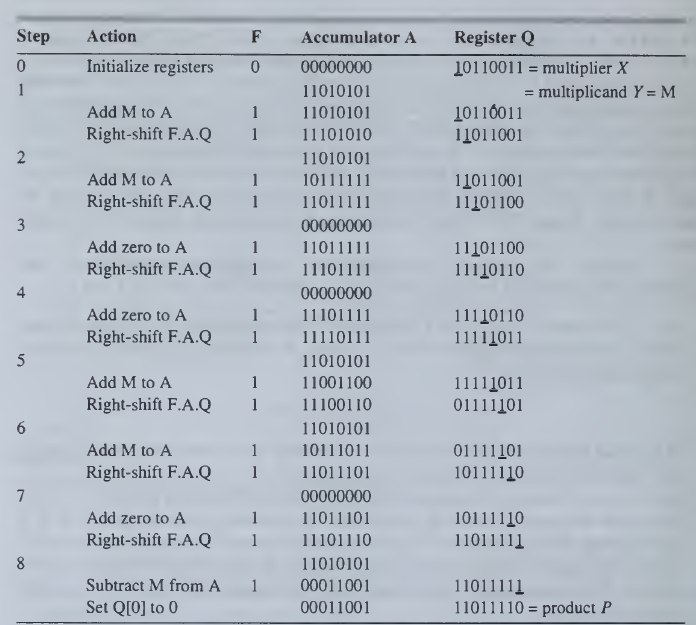 Step Action F Accumulator A Register Q
0 Initialize registers 0 00000000 10110011 = multiplier X
1 11010101 = multiplicand Y = M
Add M to A 1 11010101 10110011
Right-shift F.A.Q 1 11101010 11011001
2 11010101
Add M to A 1 10111111 11011001
Right-shift F.A.Q 1 11011111 11101100
3 00000000
Add zero to A 1 11011111 11101100
Right-shift F.A.Q 1 11101111 11110110
4 00000000
Add zero to A 1 11101111 11110110
Right-shift F.A.Q 1 11110111 11111011
5 11010101
Add M to A 1 11001100 11111011
Right-shift F.A.Q 1 11100110 01111101
6 11010101
Add M to A 1 10111011 01111101
Right-shift F.A.Q 1 11011101 10111110
7 00000000
Add zero to A 1 11011101 10111110
Right-shift F.A.Q 1 11101110 11011111
8 11010101
Subtract M from A 1 00011001 11011111
Set Q[0] to 0 00011001 11011110 = product P